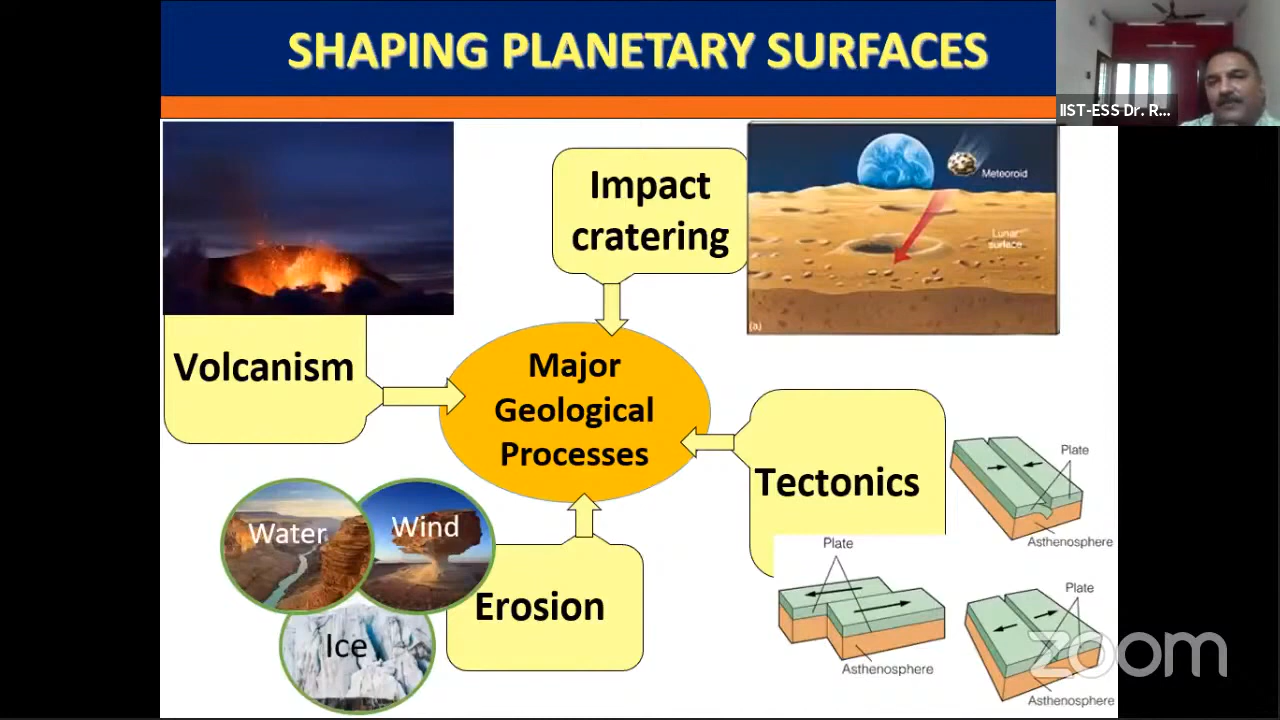 SHAPING PLANETARY SURFACES
IIST-ESS Dr. R...
Impact
cratering
Meteoroid
Lunar
surface
(a)
Volcanism
Major
Geological
Processes
Tectonics
Plate
Asthenosphere
Water
Wind
Ice
Erosion
Plate
Asthenosphere
Plate
Asthenosphere
zoom